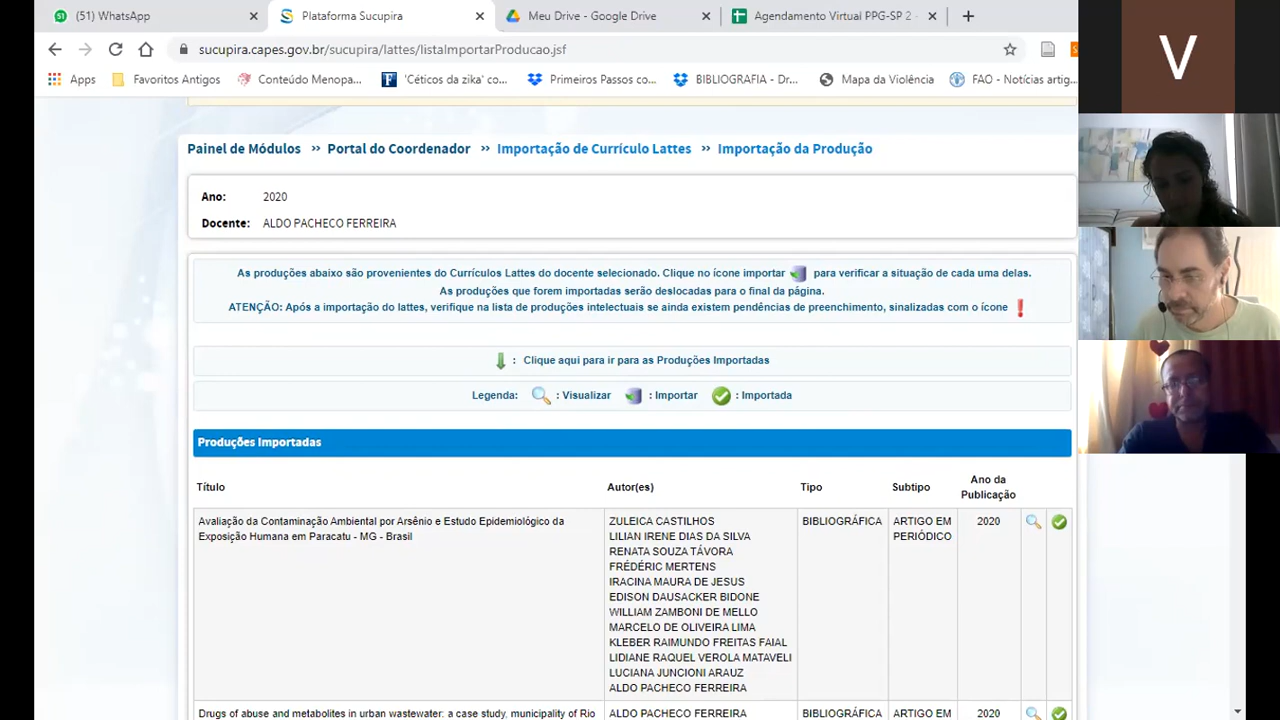 (51) WhatsApp
Plataforma Sucupira
Meu Drive - Google Drive
Agendamento Virtual PPG-SP 2 -
sucupira.capes.gov.br/sucupira/lattes/listaImportarProducao.jsf
Apps
Favoritos Antigos
Conteúdo Menopa...
'Céticos da zika' co...
Primeiros Passos co...
BIBLIOGRAFIA - Dr...
Mapa da Violência
FAO - Notícias artig...
V
Painel de Módulos » Portal do Coordenador » Importação de Currículo Lattes » Importação da Produção
Ano: 2020
Docente: ALDO PACHECO FERREIRA
As produções abaixo são provenientes do Currículos Lattes do docente selecionado. Clique no ícone importar para verificar a situação de cada uma delas.
As produções que forem importadas serão deslocadas para o final da página.
ATENÇÃO: Após a importação do lattes, verifique na lista de produções intelectuais se ainda existem pendências de preenchimento, sinalizadas com o ícone
: Clique aqui para ir para as Produções Importadas
Legenda: : Visualizar : Importar : Importada
Produções Importadas
Título
Autor(es)
Tipo
Subtipo
Ano da
Publicação
Avaliação da Contaminação Ambiental por Arsênio e Estudo Epidemiológico da
Exposição Humana em Paracatu - MG - Brasil
ZULEICA CASTILHOS
LILIAN IRENE DIAS DA SILVA
RENATA SOUZA TÁVORA
FRÉDÉRIC MERTENS
IRACINA MAURA DE JESUS
EDISON DAUSACKER BIDONE
WILLIAM ZAMBONI DE MELLO
MARCELO DE OLIVEIRA LIMA
KLEBER RAIMUNDO FREITAS FAIAL
LIDIANE RAQUEL VEROLA MATAVELI
LUCIANA JUNCIONI ARAUZ
ALDO PACHECO FERREIRA
BIBLIOGRÁFICA
ARTIGO EM
PERIÓDICO
2020
Drugs of abuse and metabolites in urban wastewater: a case study, municipality of Rio
ALDO PACHECO FERREIRA
BIBLIOGRÁFICA
ARTIGO EM
2020